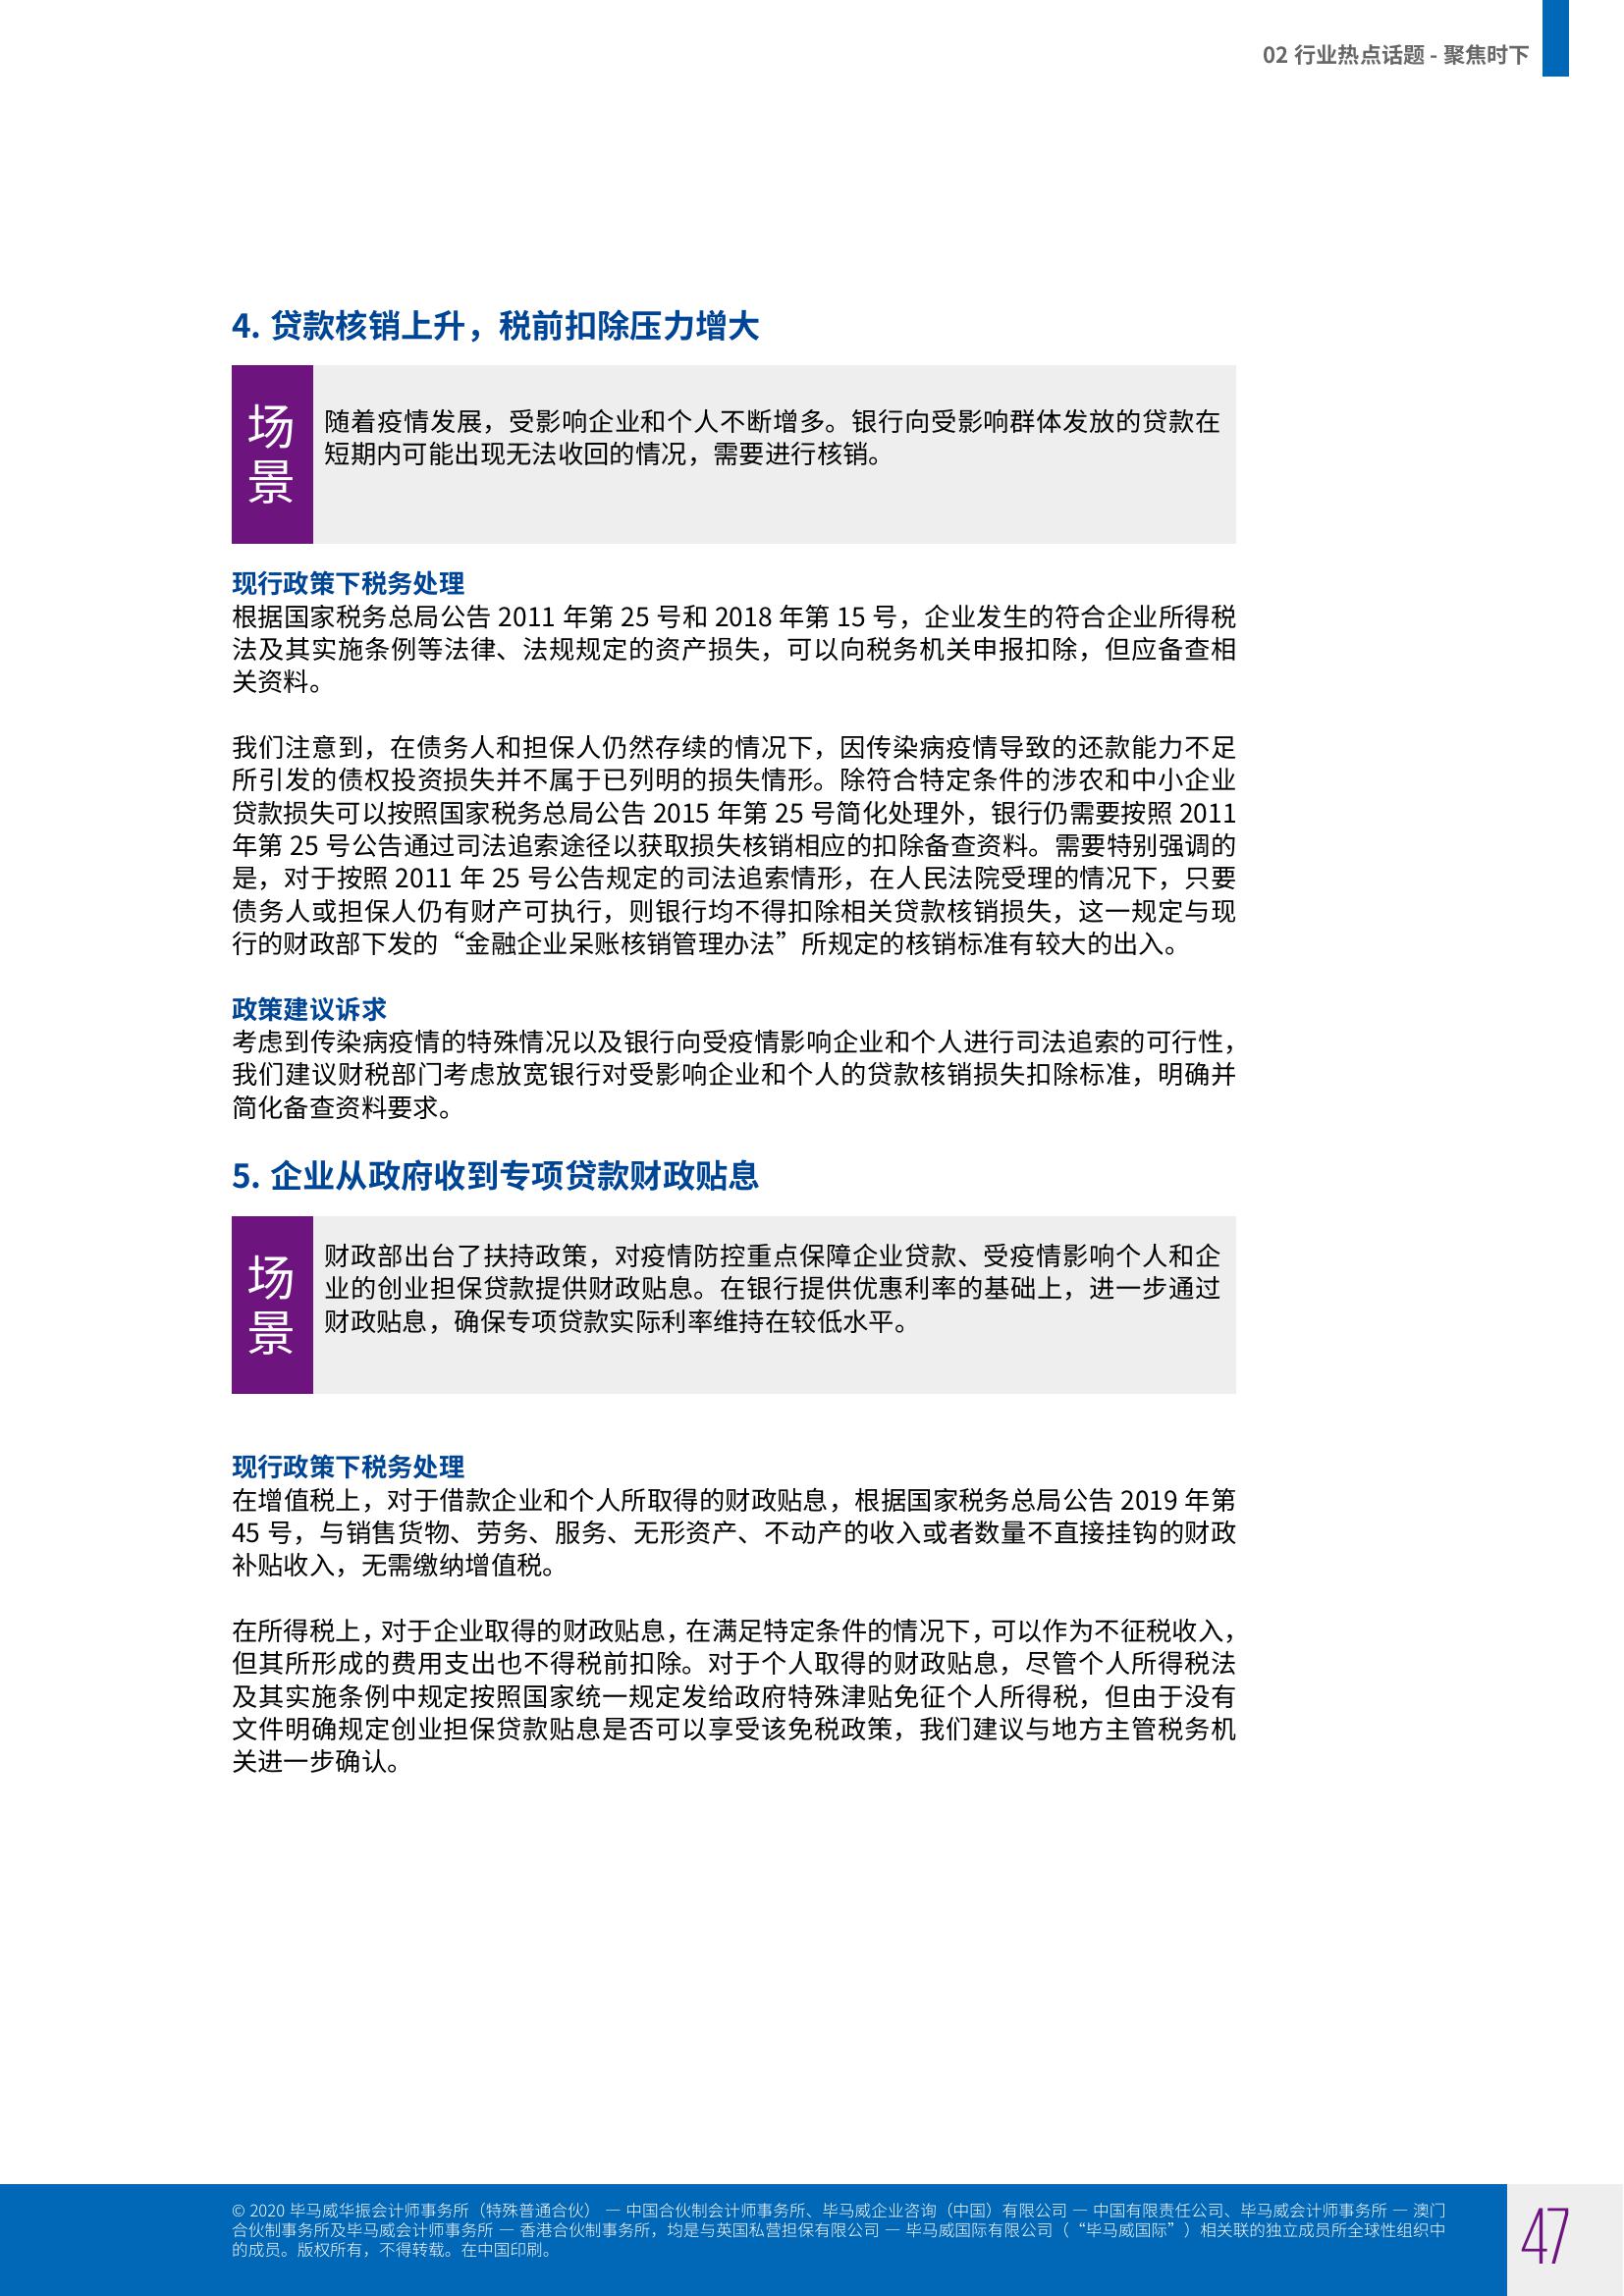 02 行业热点话题 - 聚焦时下
4. 贷款核销上升，税前扣除压力增大
场
景
随着疫情发展，受影响企业和个人不断增多。银行向受影响群体发放的贷款在
短期内可能出现无法收回的情况，需要进行核销。
现行政策下税务处理
根据国家税务总局公告 2011 年第 25 号和 2018 年第 15 号，企业发生的符合企业所得税
法及其实施条例等法律、法规规定的资产损失，可以向税务机关申报扣除，但应备查相
关资料。
我们注意到，在债务人和担保人仍然存续的情况下，因传染病疫情导致的还款能力不足
所引发的债权投资损失并不属于已列明的损失情形。除符合特定条件的涉农和中小企业
贷款损失可以按照国家税务总局公告 2015 年第 25 号简化处理外，银行仍需要按照 2011
年第 25 号公告通过司法追索途径以获取损失核销相应的扣除备查资料。需要特别强调的
是，对于按照 2011 年 25 号公告规定的司法追索情形，在人民法院受理的情况下，只要
债务人或担保人仍有财产可执行，则银行均不得扣除相关贷款核销损失，这一规定与现
行的财政部下发的“金融企业呆账核销管理办法”所规定的核销标准有较大的出入。
政策建议诉求
考虑到传染病疫情的特殊情况以及银行向受疫情影响企业和个人进行司法追索的可行性，
我们建议财税部门考虑放宽银行对受影响企业和个人的贷款核销损失扣除标准，明确并
简化备查资料要求。
5. 企业从政府收到专项贷款财政贴息
场
景
财政部出台了扶持政策，对疫情防控重点保障企业贷款、受疫情影响个人和企
业的创业担保贷款提供财政贴息。在银行提供优惠利率的基础上，进一步通过
财政贴息，确保专项贷款实际利率维持在较低水平。
现行政策下税务处理
在增值税上，对于借款企业和个人所取得的财政贴息，根据国家税务总局公告 2019 年第
45 号，与销售货物、劳务、服务、无形资产、不动产的收入或者数量不直接挂钩的财政
补贴收入，无需缴纳增值税。
在所得税上，对于企业取得的财政贴息，在满足特定条件的情况下，可以作为不征税收入，
但其所形成的费用支出也不得税前扣除。对于个人取得的财政贴息，尽管个人所得税法
及其实施条例中规定按照国家统一规定发给政府特殊津贴免征个人所得税，但由于没有
文件明确规定创业担保贷款贴息是否可以享受该免税政策，我们建议与地方主管税务机
关进一步确认。
© 2020 毕马威华振会计师事务所（特殊普通合伙） — 中国合伙制会计师事务所、毕马威企业咨询（中国）有限公司 — 中国有限责任公司、毕马威会计师事务所 — 澳门
合伙制事务所及毕马威会计师事务所 — 香港合伙制事务所，均是与英国私营担保有限公司 — 毕马威国际有限公司（“毕马威国际”）相关联的独立成员所全球性组织中
的成员。版权所有，不得转载。在中国印刷。
47